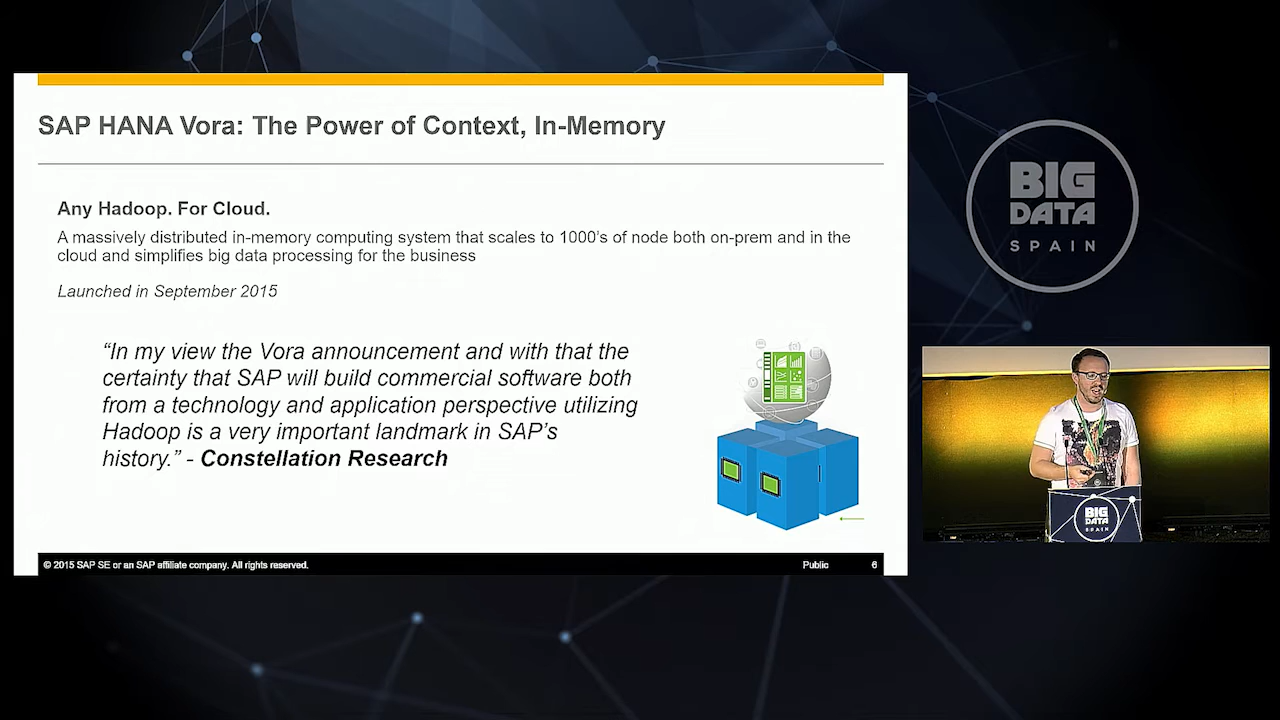 SAP HANA Vora: The Power of Context, In-Memory
Any Hadoop. For Cloud.
A massively distributed in-memory computing system that scales to 1000's of node both on-prem and in the
cloud and simplifies big data processing for the business
Launched in September 2015
“In my view the Vora announcement and with that the
certainty that SAP will build commercial software both
from a technology and application perspective utilizing
Hadoop is a very important landmark in SAP's
history.” - Constellation Research
© 2015 SAP SE or an SAP affiliate company. All rights reserved.
Public
6
BIG
DATA
SPAIN
BIG
DATA
SPAIN